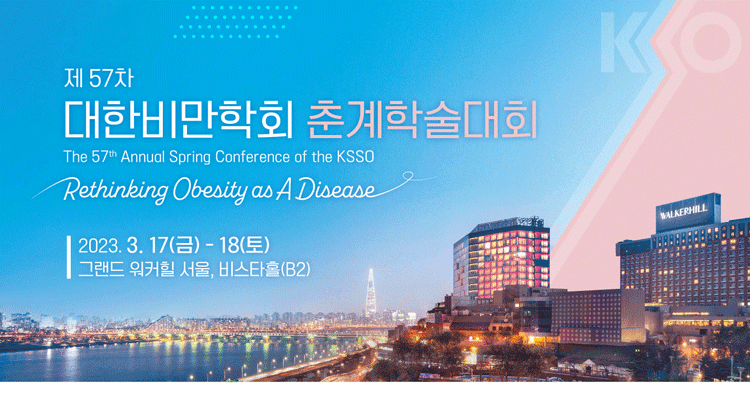 KSSO
제 57차
대한비만학회 춘계학술대회
The 57th Annual Spring Conference of the KSSO
Rethinking Obesity as A Disease
2023. 3. 17(금) - 18(토)
그랜드 워커힐 서울, 비스타홀(B2)
WALKERHILL